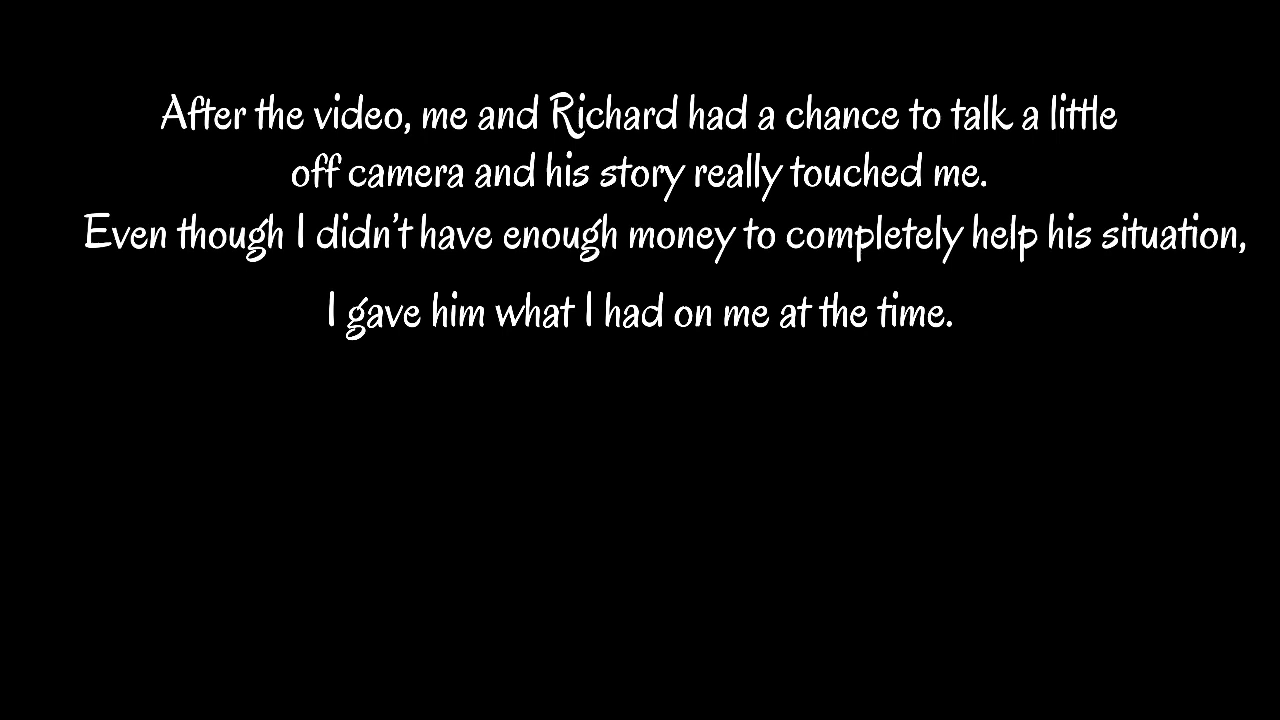 After the video, me and Richard had a chance to talk a little
off camera and his story really touched me.
Even though I didn't have enough money to completely help his situation,
I gave him what I had on me at the time.